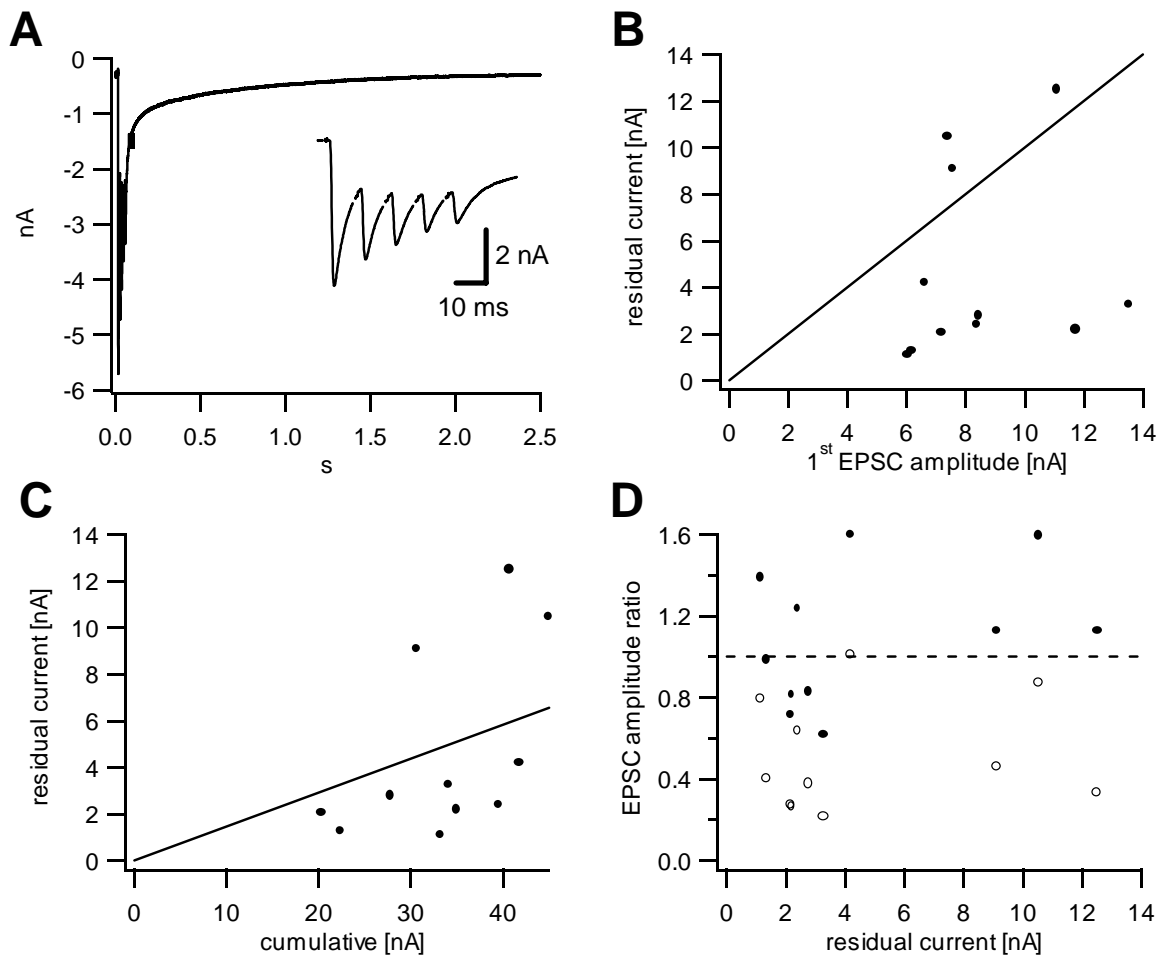 A
0
-1
-2
-3
-4
-5
-6
nA
2 nA
10 ms
0.0 0.5 1.0 1.5 2.0 2.5
s
B
14
12
10
8
6
4
2
0
residual current [nA]
0 2 4 6 8 10 12 14
1st EPSC amplitude [nA]
C
14
12
10
8
6
4
2
0
residual current [nA]
0 10 20 30 40
cumulative [nA]
D
1.6
1.2
0.8
0.4
0.0
EPSC amplitude ratio
0 2 4 6 8 10 12 14
residual current [nA]